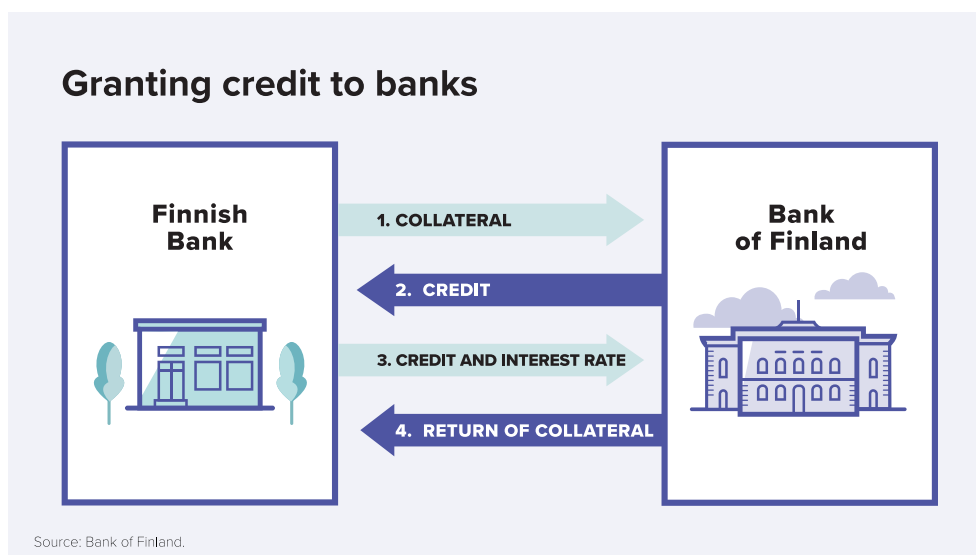 Granting credit to banks
Finnish
Bank
1. COLLATERAL
2. CREDIT
3. CREDIT AND INTEREST RATE
4. RETURN OF COLLATERAL
Bank
of Finland
Source: Bank of Finland.